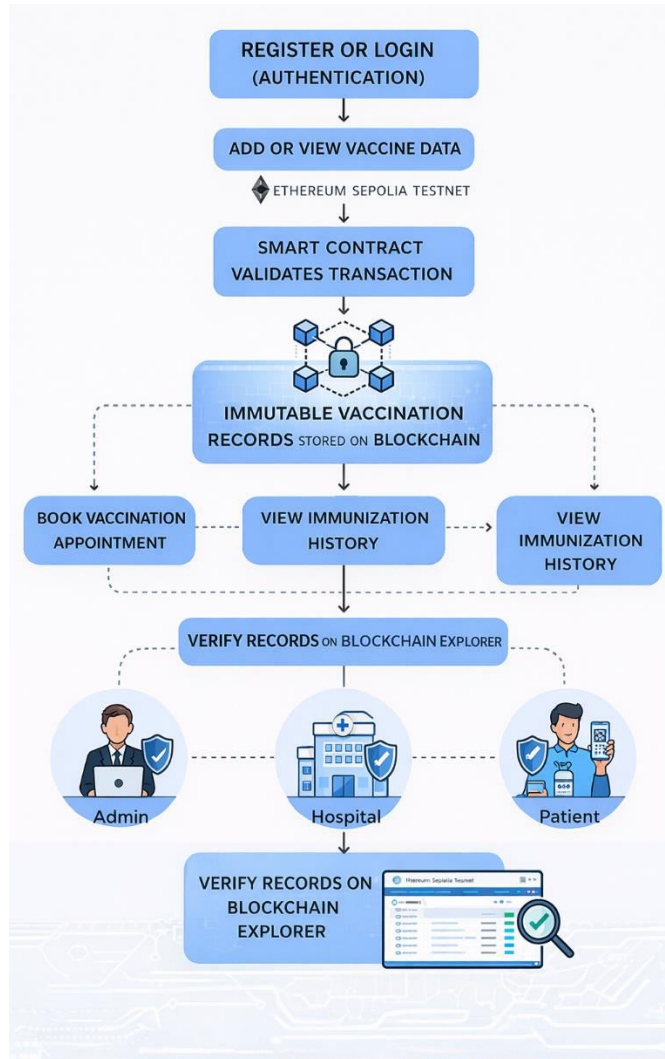 REGISTER OR LOGIN
(AUTHENTICATION)
ADD OR VIEW VACCINE DATA
ETHEREUM SEPOLIA TESTNET
SMART CONTRACT
VALIDATES TRANSACTION
IMMUTABLE VACCINATION
RECORDS STORED ON BLOCKCHAIN
BOOK VACCINATION
APPOINTMENT
VIEW IMMUNIZATION
HISTORY
VIEW
IMMUNIZATION
HISTORY
VERIFY RECORDS ON BLOCKCHAIN EXPLORER
Admin
Hospital
Patient
VERIFY RECORDS ON
BLOCKCHAIN
EXPLORER